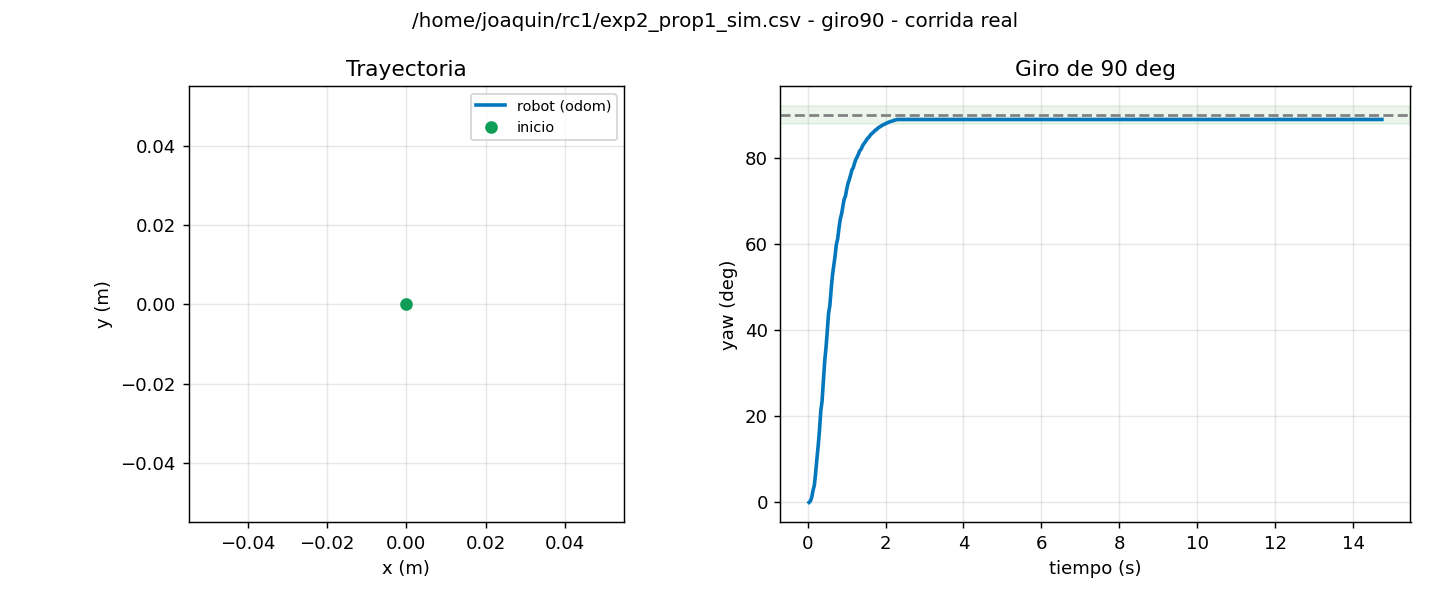 /home/joaquin/rc1/exp2_prop1_sim.csv - giro90 - corrida real
Trayectoria
robot (odom)
inicio
0.04
0.02
0.00
−0.02
−0.04
y (m)
−0.04 −0.02 0.00 0.02 0.04
x (m)
Giro de 90 deg
80
60
40
20
0
yaw (deg)
0 2 4 6 8 10 12 14
tiempo (s)